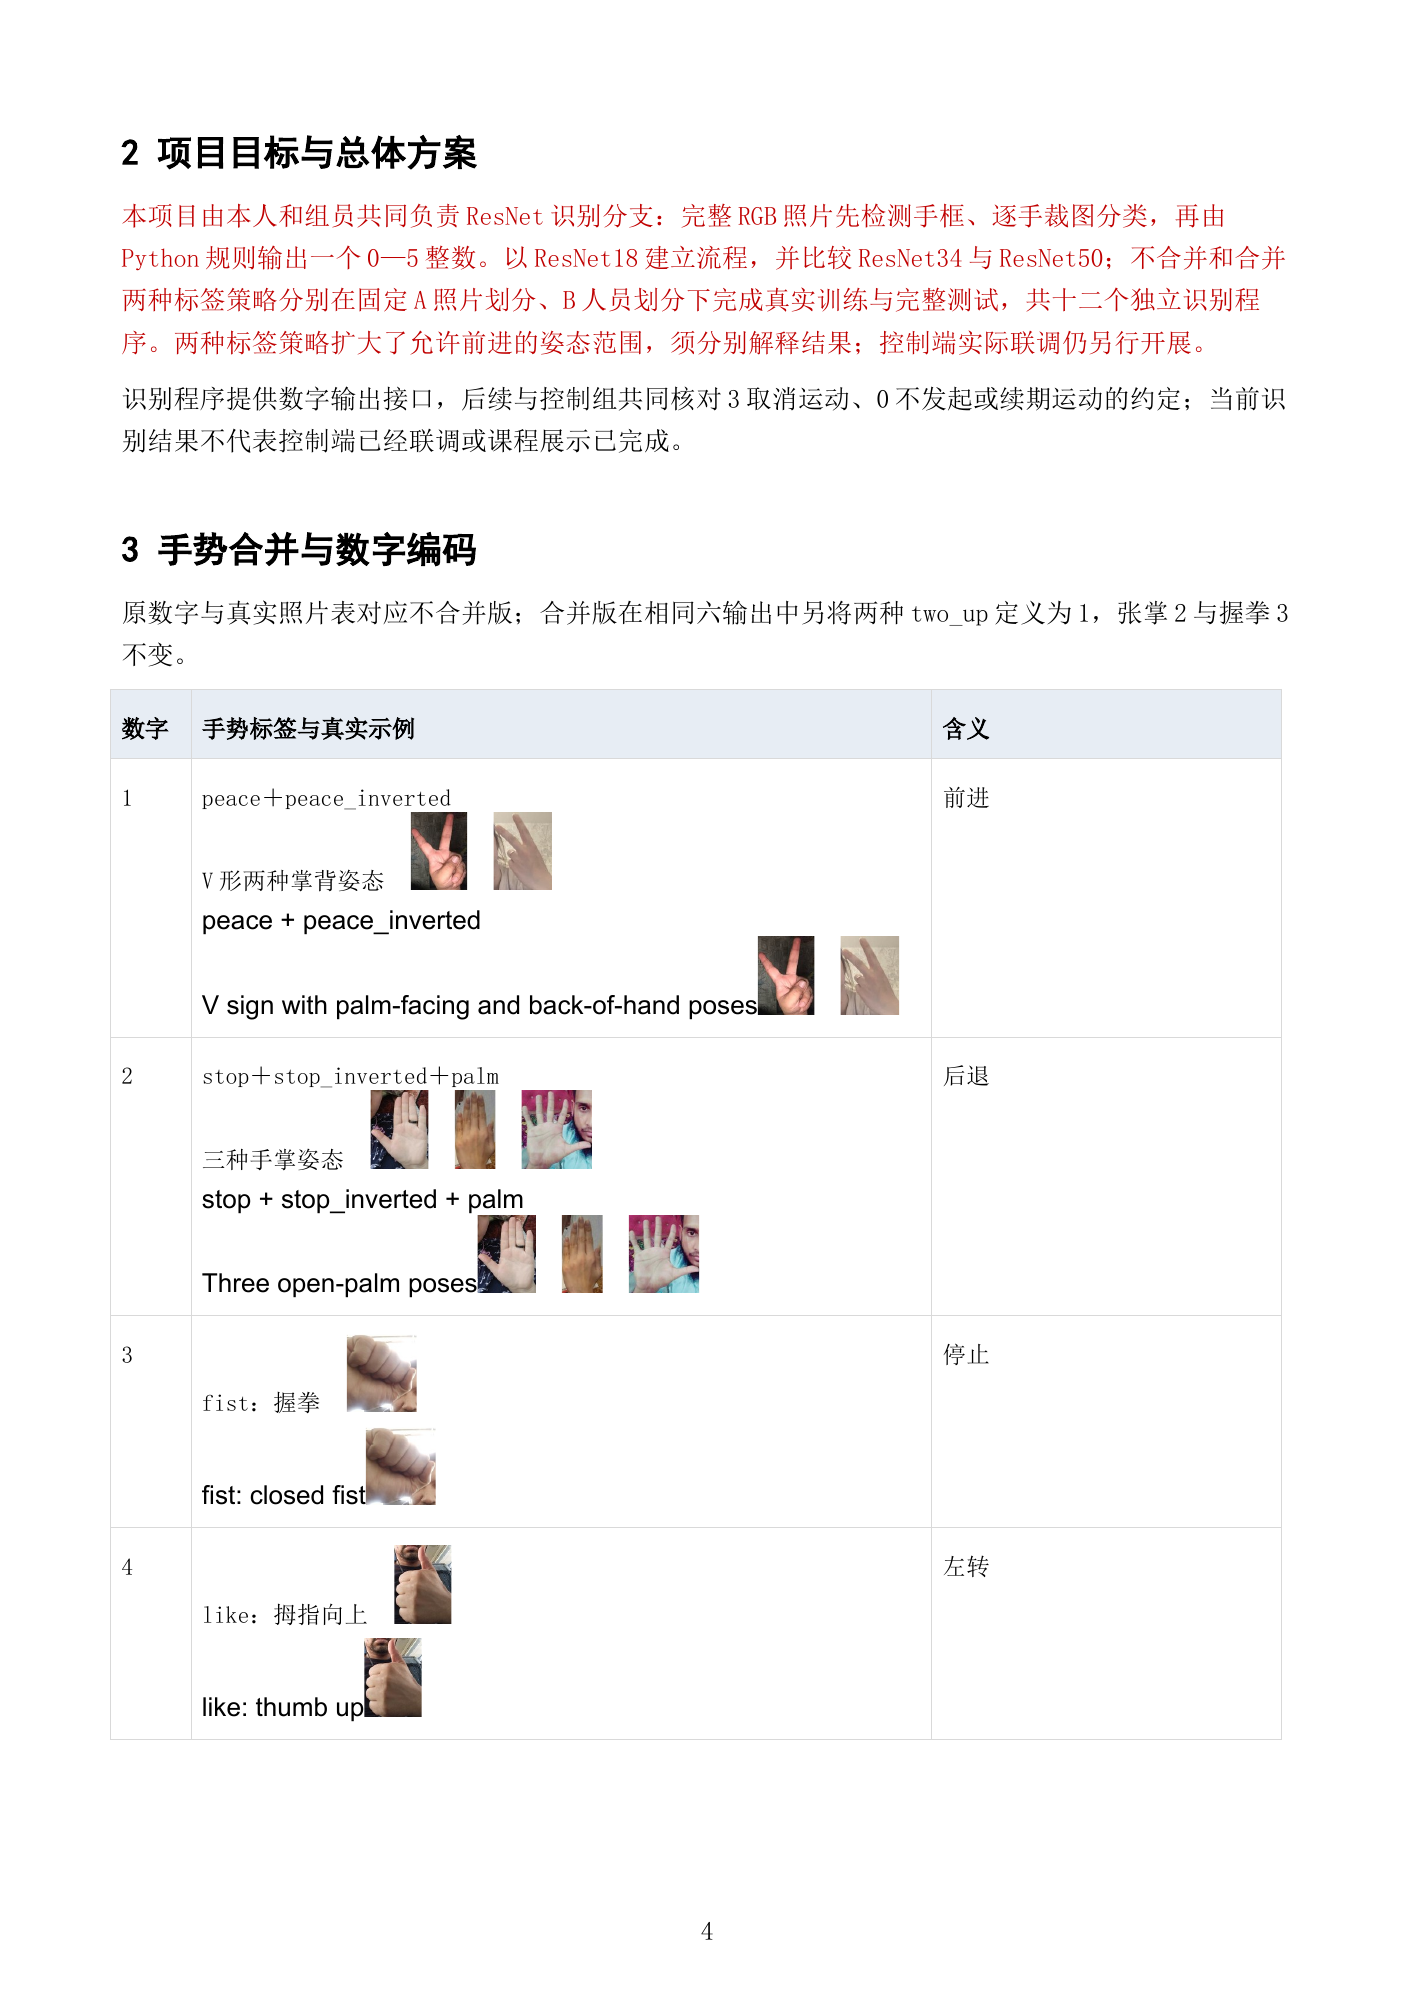 2 项目目标与总体方案
本项目由本人和组员共同负责 ResNet 识别分支：完整 RGB 照片先检测手框、逐手裁图分类，再由
Python 规则输出一个 0—5 整数。以 ResNet18 建立流程，并比较 ResNet34 与 ResNet50；不合并和合并
两种标签策略分别在固定 A 照片划分、B 人员划分下完成真实训练与完整测试，共十二个独立识别程
序。两种标签策略扩大了允许前进的姿态范围，须分别解释结果；控制端实际联调仍另行开展。
识别程序提供数字输出接口，后续与控制组共同核对 3 取消运动、0 不发起或续期运动的约定；当前识
别结果不代表控制端已经联调或课程展示已完成。
3 手势合并与数字编码
原数字与真实照片表对应不合并版；合并版在相同六输出中另将两种 two_up 定义为 1，张掌 2 与握拳 3
不变。
数字 手势标签与真实示例 含义
1 peace＋peace_inverted 前进
V 形两种掌背姿态
peace + peace_inverted
V sign with palm-facing and back-of-hand poses
2 stop＋stop_inverted＋palm 后退
三种手掌姿态
stop + stop_inverted + palm
Three open-palm poses
3 停止
fist：握拳
fist: closed fist
4 左转
like：拇指向上
like: thumb up
4